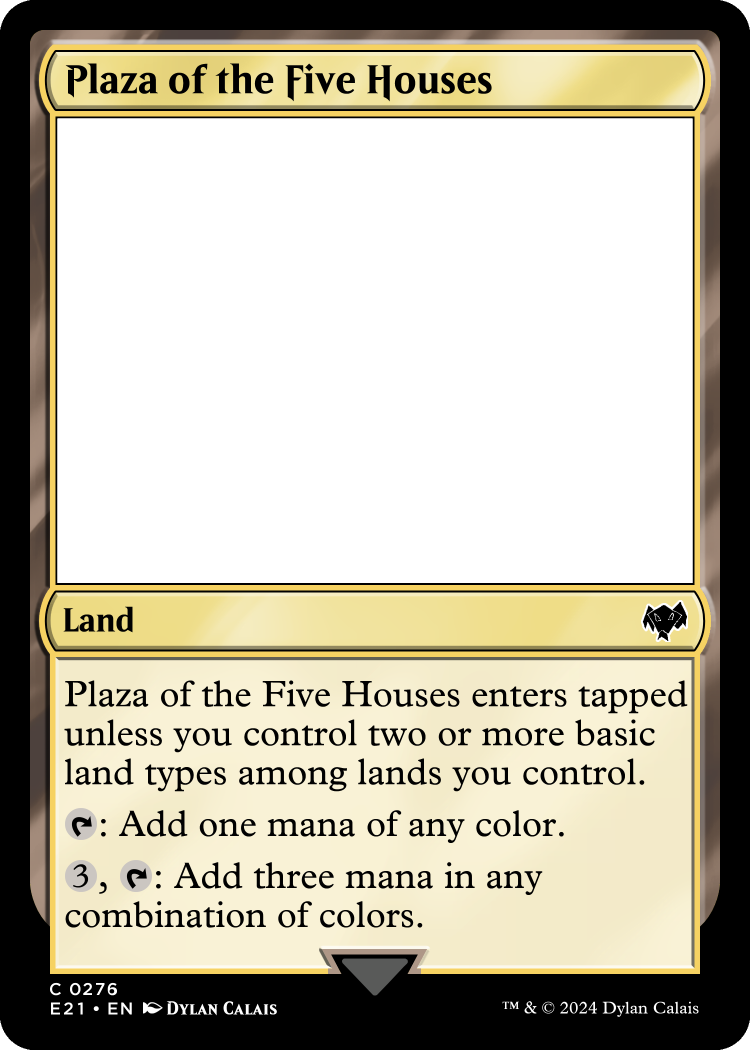 Plaza of the Five Houses
Land
Plaza of the Five Houses enters tapped
unless you control two or more basic
land types among lands you control.
: Add one mana of any color.
3, : Add three mana in any
combination of colors.
C 0276
E21 • EN Dylan Calais
™ & © 2024 Dylan Calais